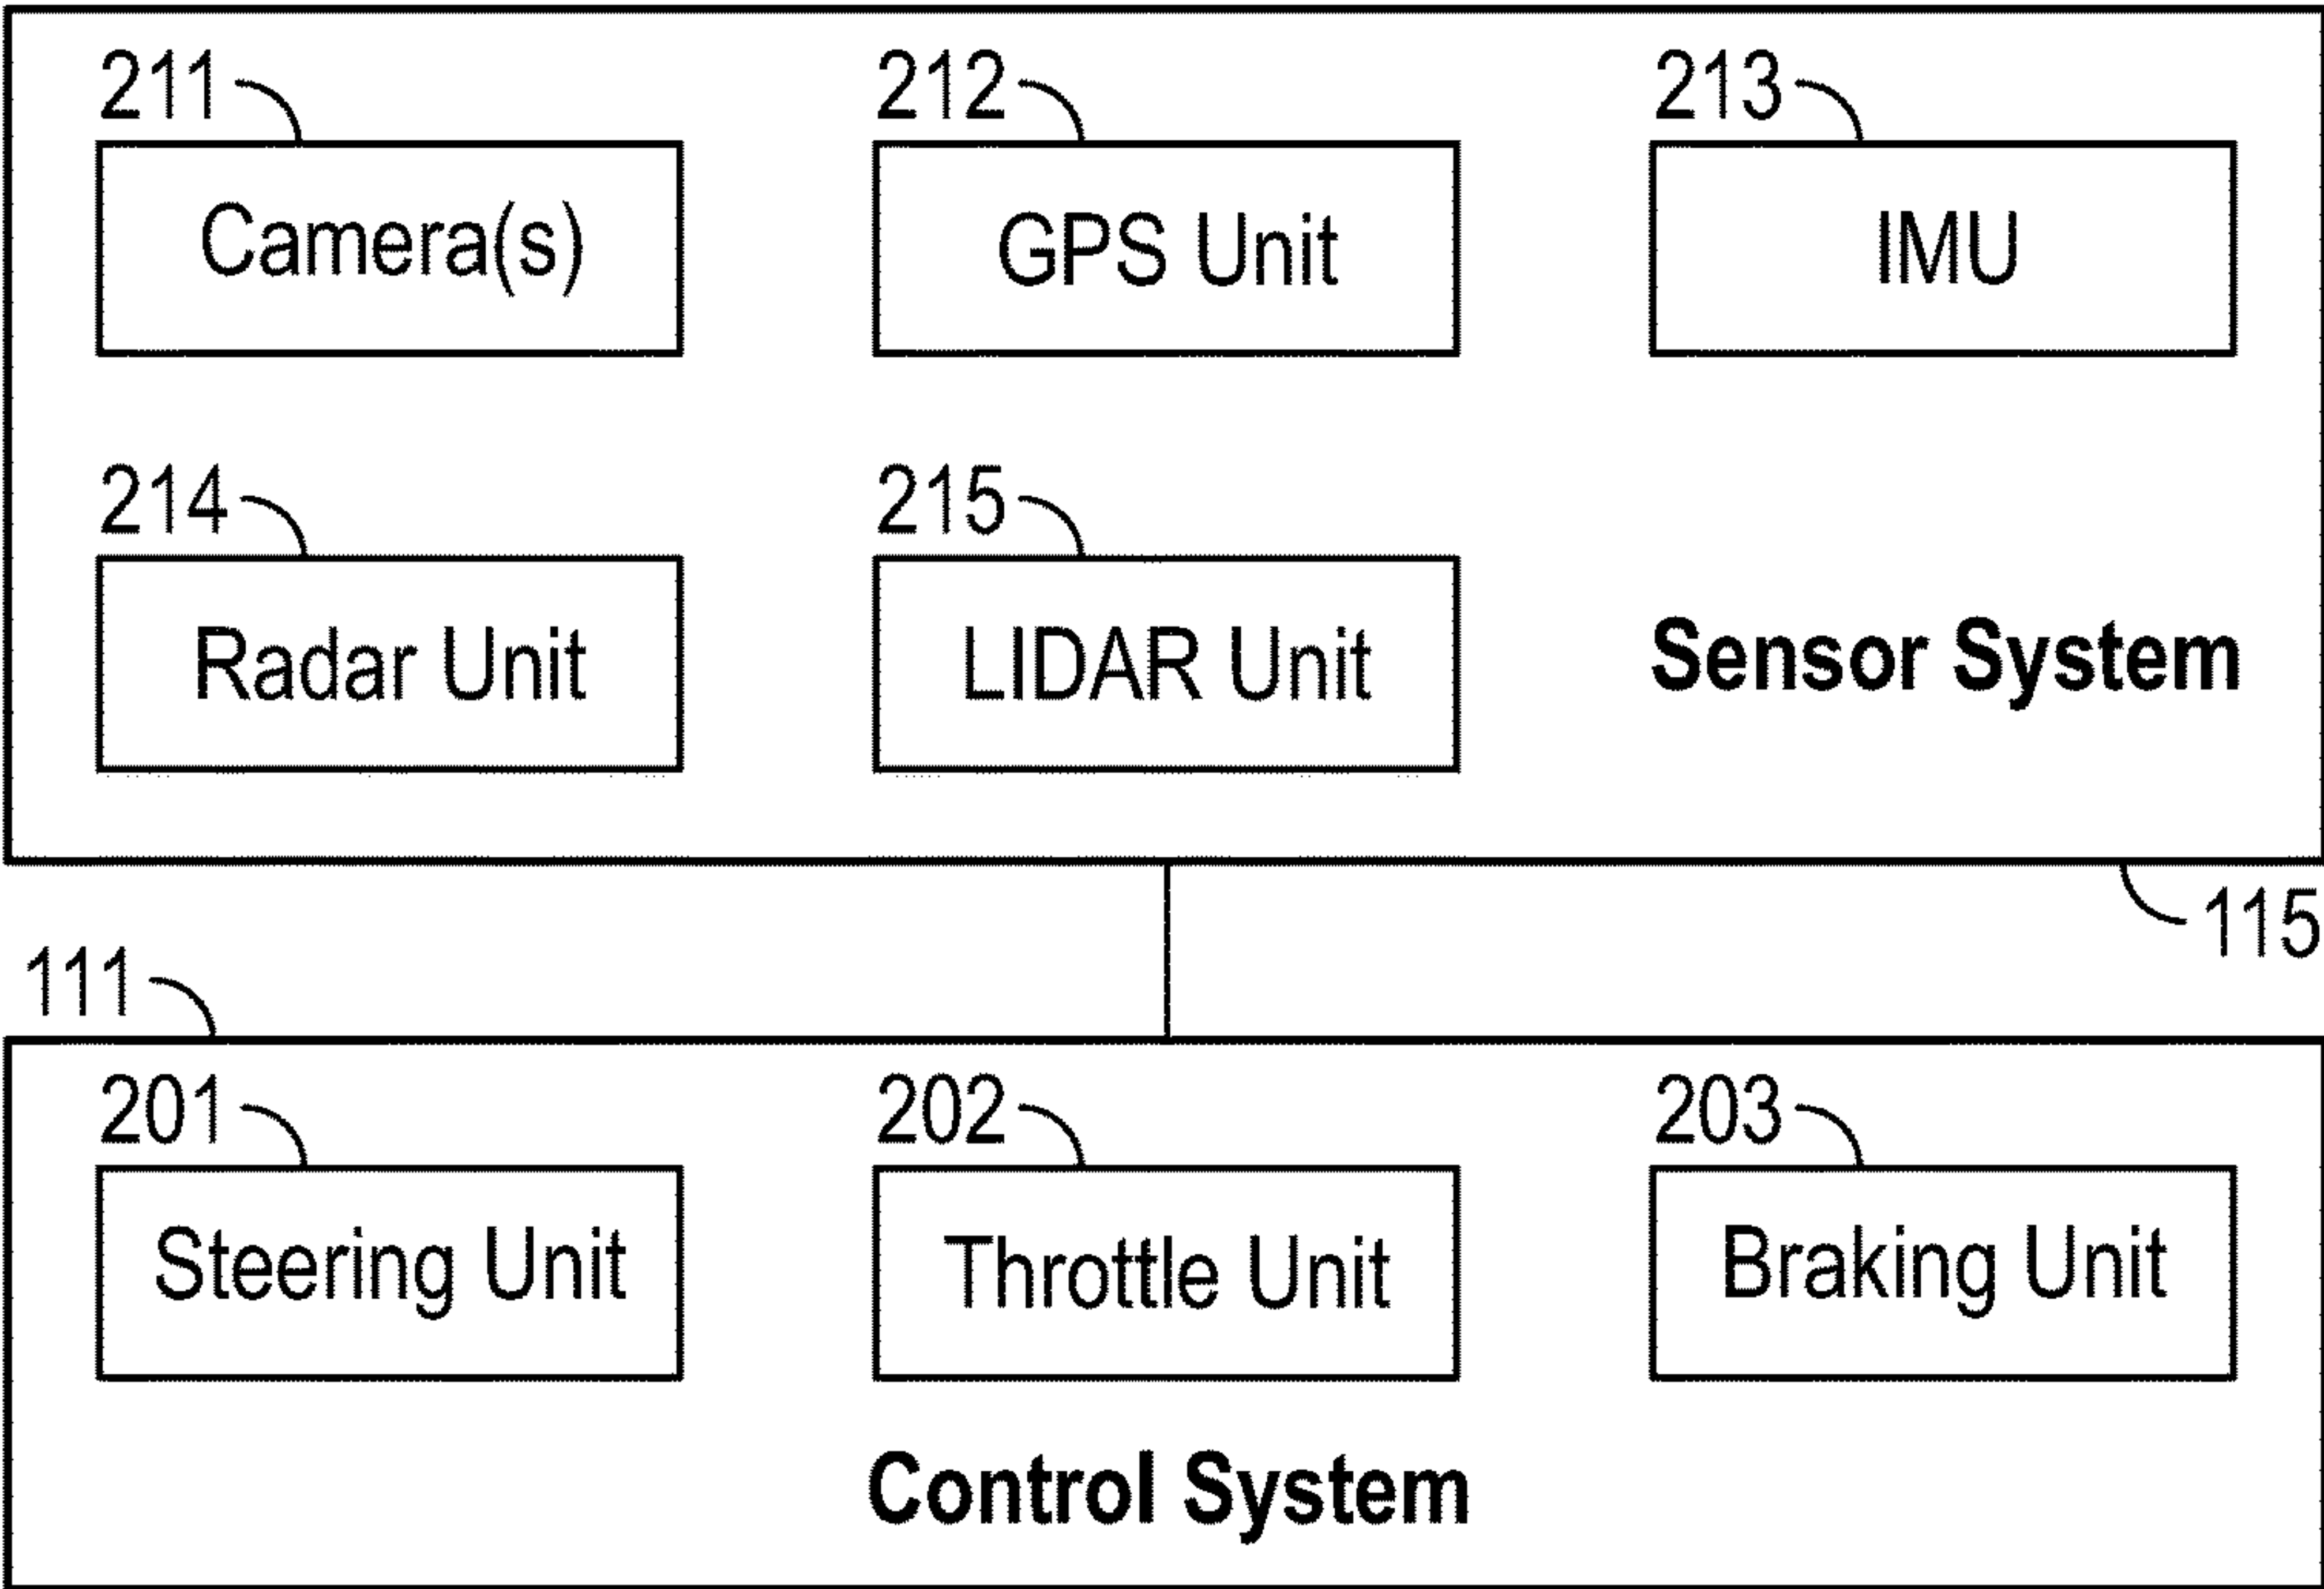 211
212
213
Camera(s)
GPS Unit
IMU
214
215
Radar Unit
LIDAR Unit
Sensor System
115
111
201
202
203
Steering Unit
Throttle Unit
Braking Unit
Control System